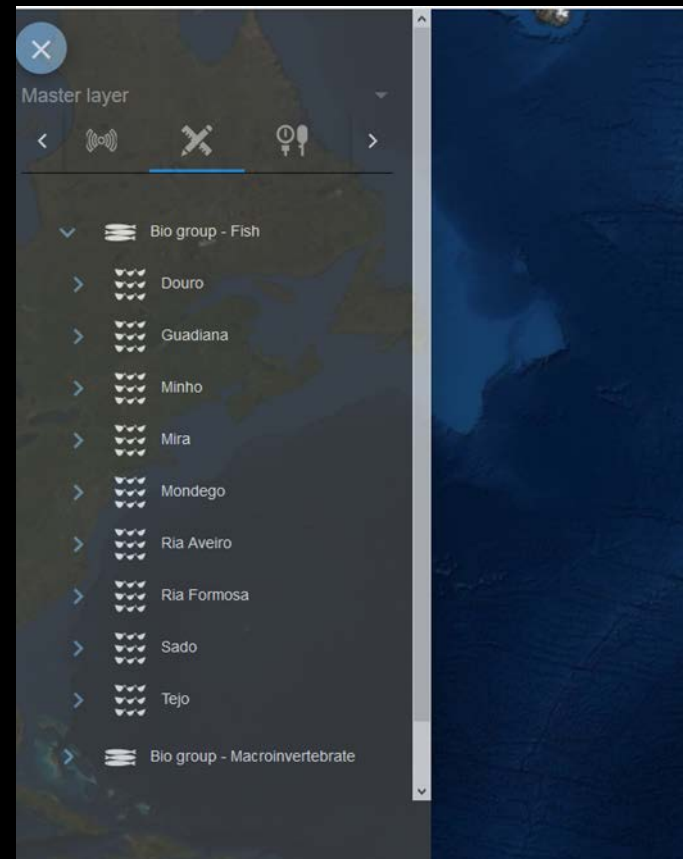 Master layer
Bio group - Fish
Douro
Guadiana
Minho
Mira
Mondego
Ria Aveiro
Ria Formosa
Sado
Tejo
Bio group - Macroinvertebrate